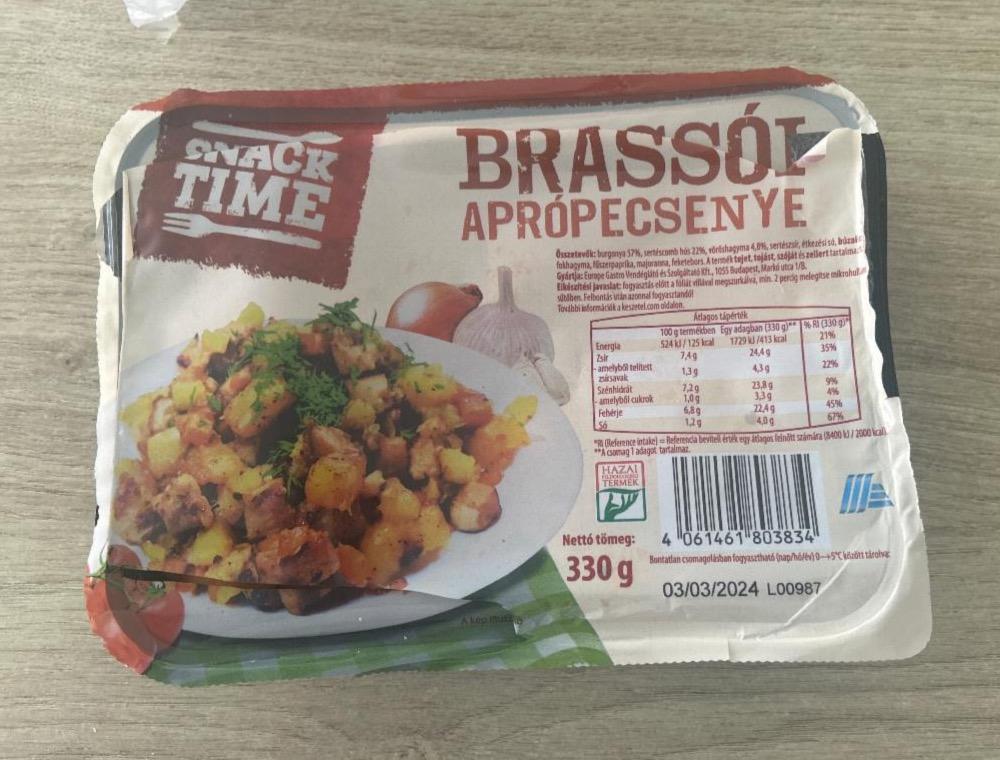 SNACK
TIME
BRASSÓI
APRÓPECSENYE
Összetevők: burgonya 57%, sertéscomb hús 22%, vöröshagyma 4,8%, sertészsír, étkezési só,
fokhagyma, fűszerpaprika, majoranna, feketebors. A termék tejet, tojást, szóját és zellert tartalma
Gyártja: Europe Gastro Vendéglátó és Szolgáltató Kft., 1055 Budapest, Markó utca 1/B.
Elkészítési javaslat: fogyasztás előtt a fóliát villával megszurkálva, min. 2 percig melegítse mikrohullám
sütőben. Felbontás után azonnal fogyasztandó!
További információk a keszetel.com oldalon.
Átlagos tápérték
100 g termékben Egy adagban (330 g)** % RI (330 g)*
Energia 524 kJ / 125 kcal 1729 kJ /413 kcal 21%
Zsír 7,4 g 24,4 g 35%
- amelyből telített zsírsavak 1,3 g 4,3 g 22%
Szénhidrát 7,2 g 23,8 g 9%
- amelyből cukrok 1,0 g 3,3 g 4%
Fehérje 6,8 g 22,4 g 45%
Só 1,2 g 4,0 g 67%
*RI (Reference intake) = Referencia beviteli érték egy átlagos felnőtt számára (8400 kJ / 2000 kcal)
**A csomag 1 adagot tartalmaz.
HAZAI
FELDOLGOZÁSÚ
TERMÉK
4 061461 803834
Nettó tömeg:
330 g
Bontatlan csomagolásban fogyasztható (nap/hó/év) 0–+5°C között tárolva:
03/03/2024 L00987
A kép